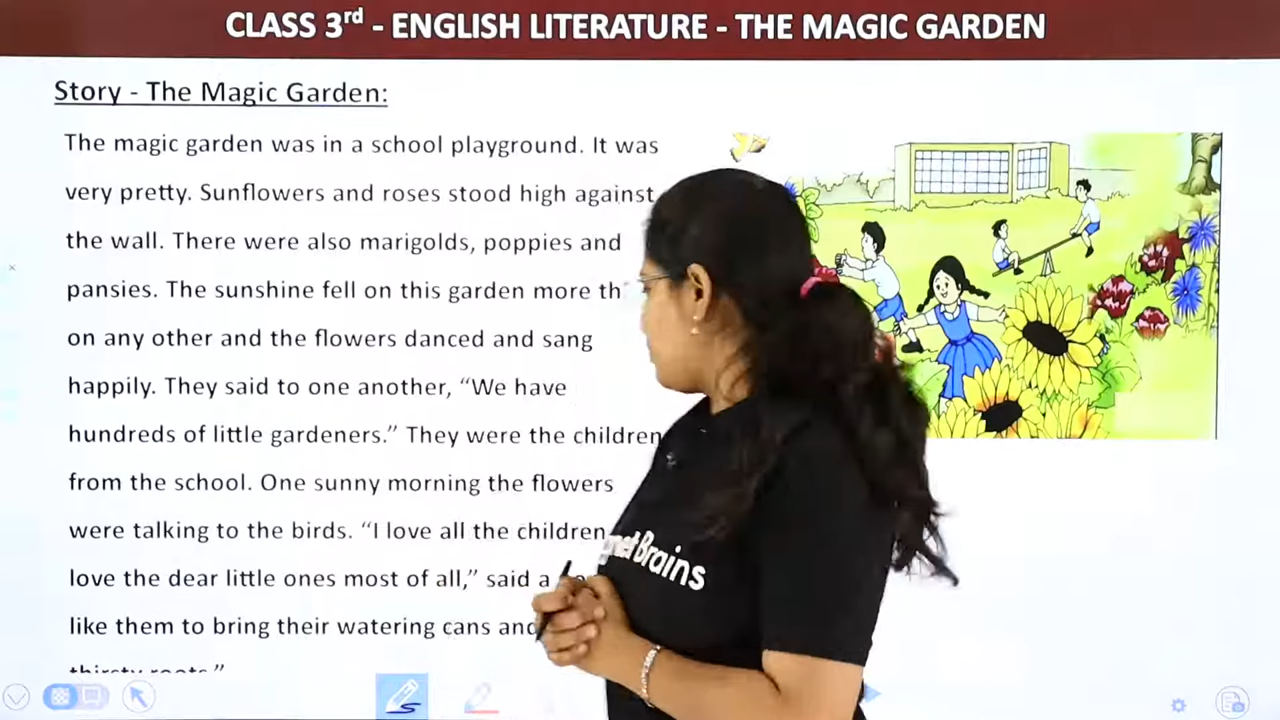 CLASS 3rd - ENGLISH LITERATURE - THE MAGIC GARDEN
Story - The Magic Garden:
The magic garden was in a school playground. It was
very pretty. Sunflowers and roses stood high against
the wall. There were also marigolds, poppies and
pansies. The sunshine fell on this garden more
on any other and the flowers danced and sang
happily. They said to one another, “We have
hundreds of little gardeners.” They were the children
from the school. One sunny morning the flowers
were talking to the birds. “I love all the children
love the dear little ones most of all,” said a
like them to bring their watering cans and
thirsty roots.”
Brains